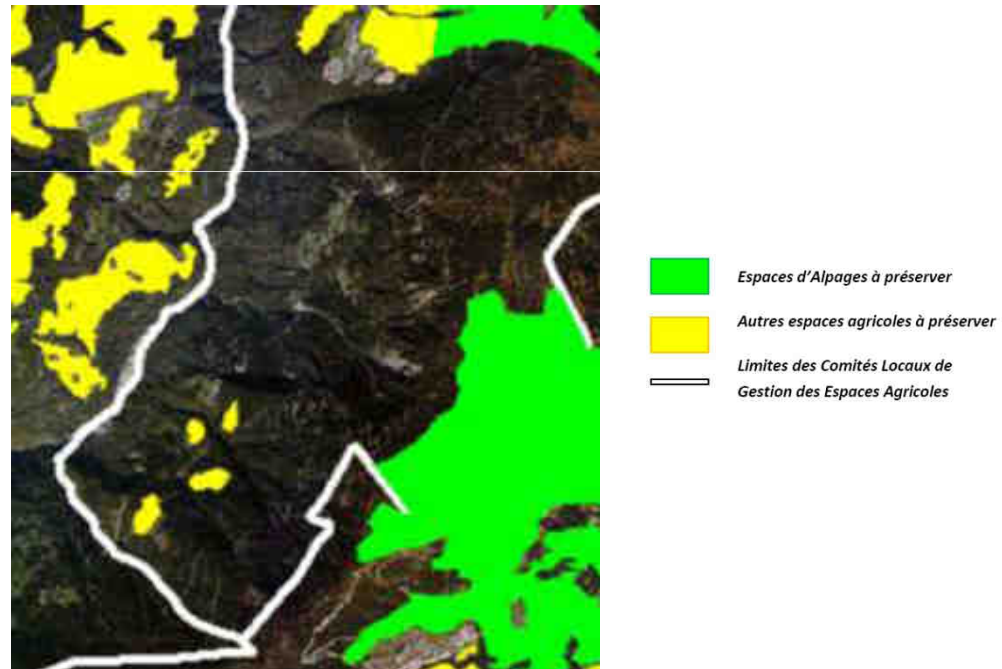 Espaces d'Alpages à préserver
Autres espaces agricoles à préserver
Limites des Comités Locaux de
Gestion des Espaces Agricoles